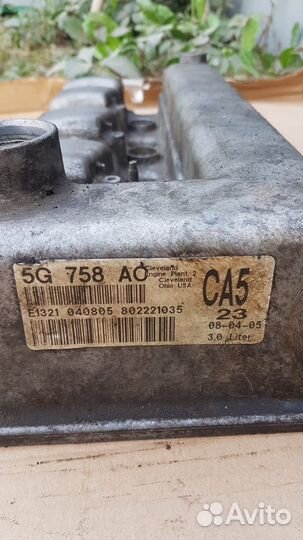 5G 758 AC
Cleveland
Engine Plant 2
Cleveland
Ohio USA
CA5
23
E1321 040805 802221035
08-04-05
3.0 Liter
Avito